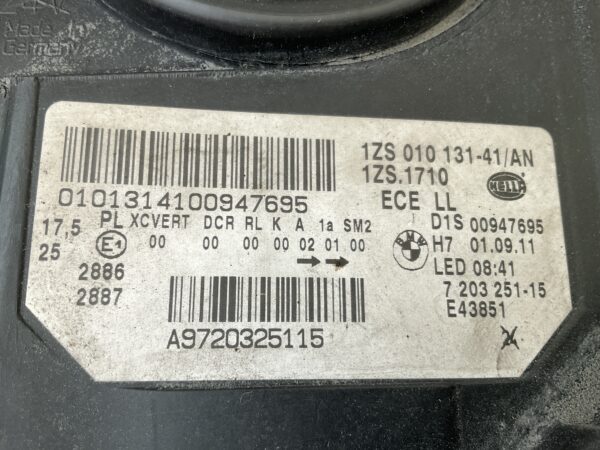 Made
Germany
1ZS 010 131-41/AN
1ZS.1710
HELLA
0101314100947695
ECE LL
17,5 PL XCVERT DCR RL K A 1a SM2
25 E1 00 00 00 00 02 01 00
2886
2887
BMW
D1S 00947695
H7 01.09.11
LED 08:41
7 203 251-15
E43851
A9720325115